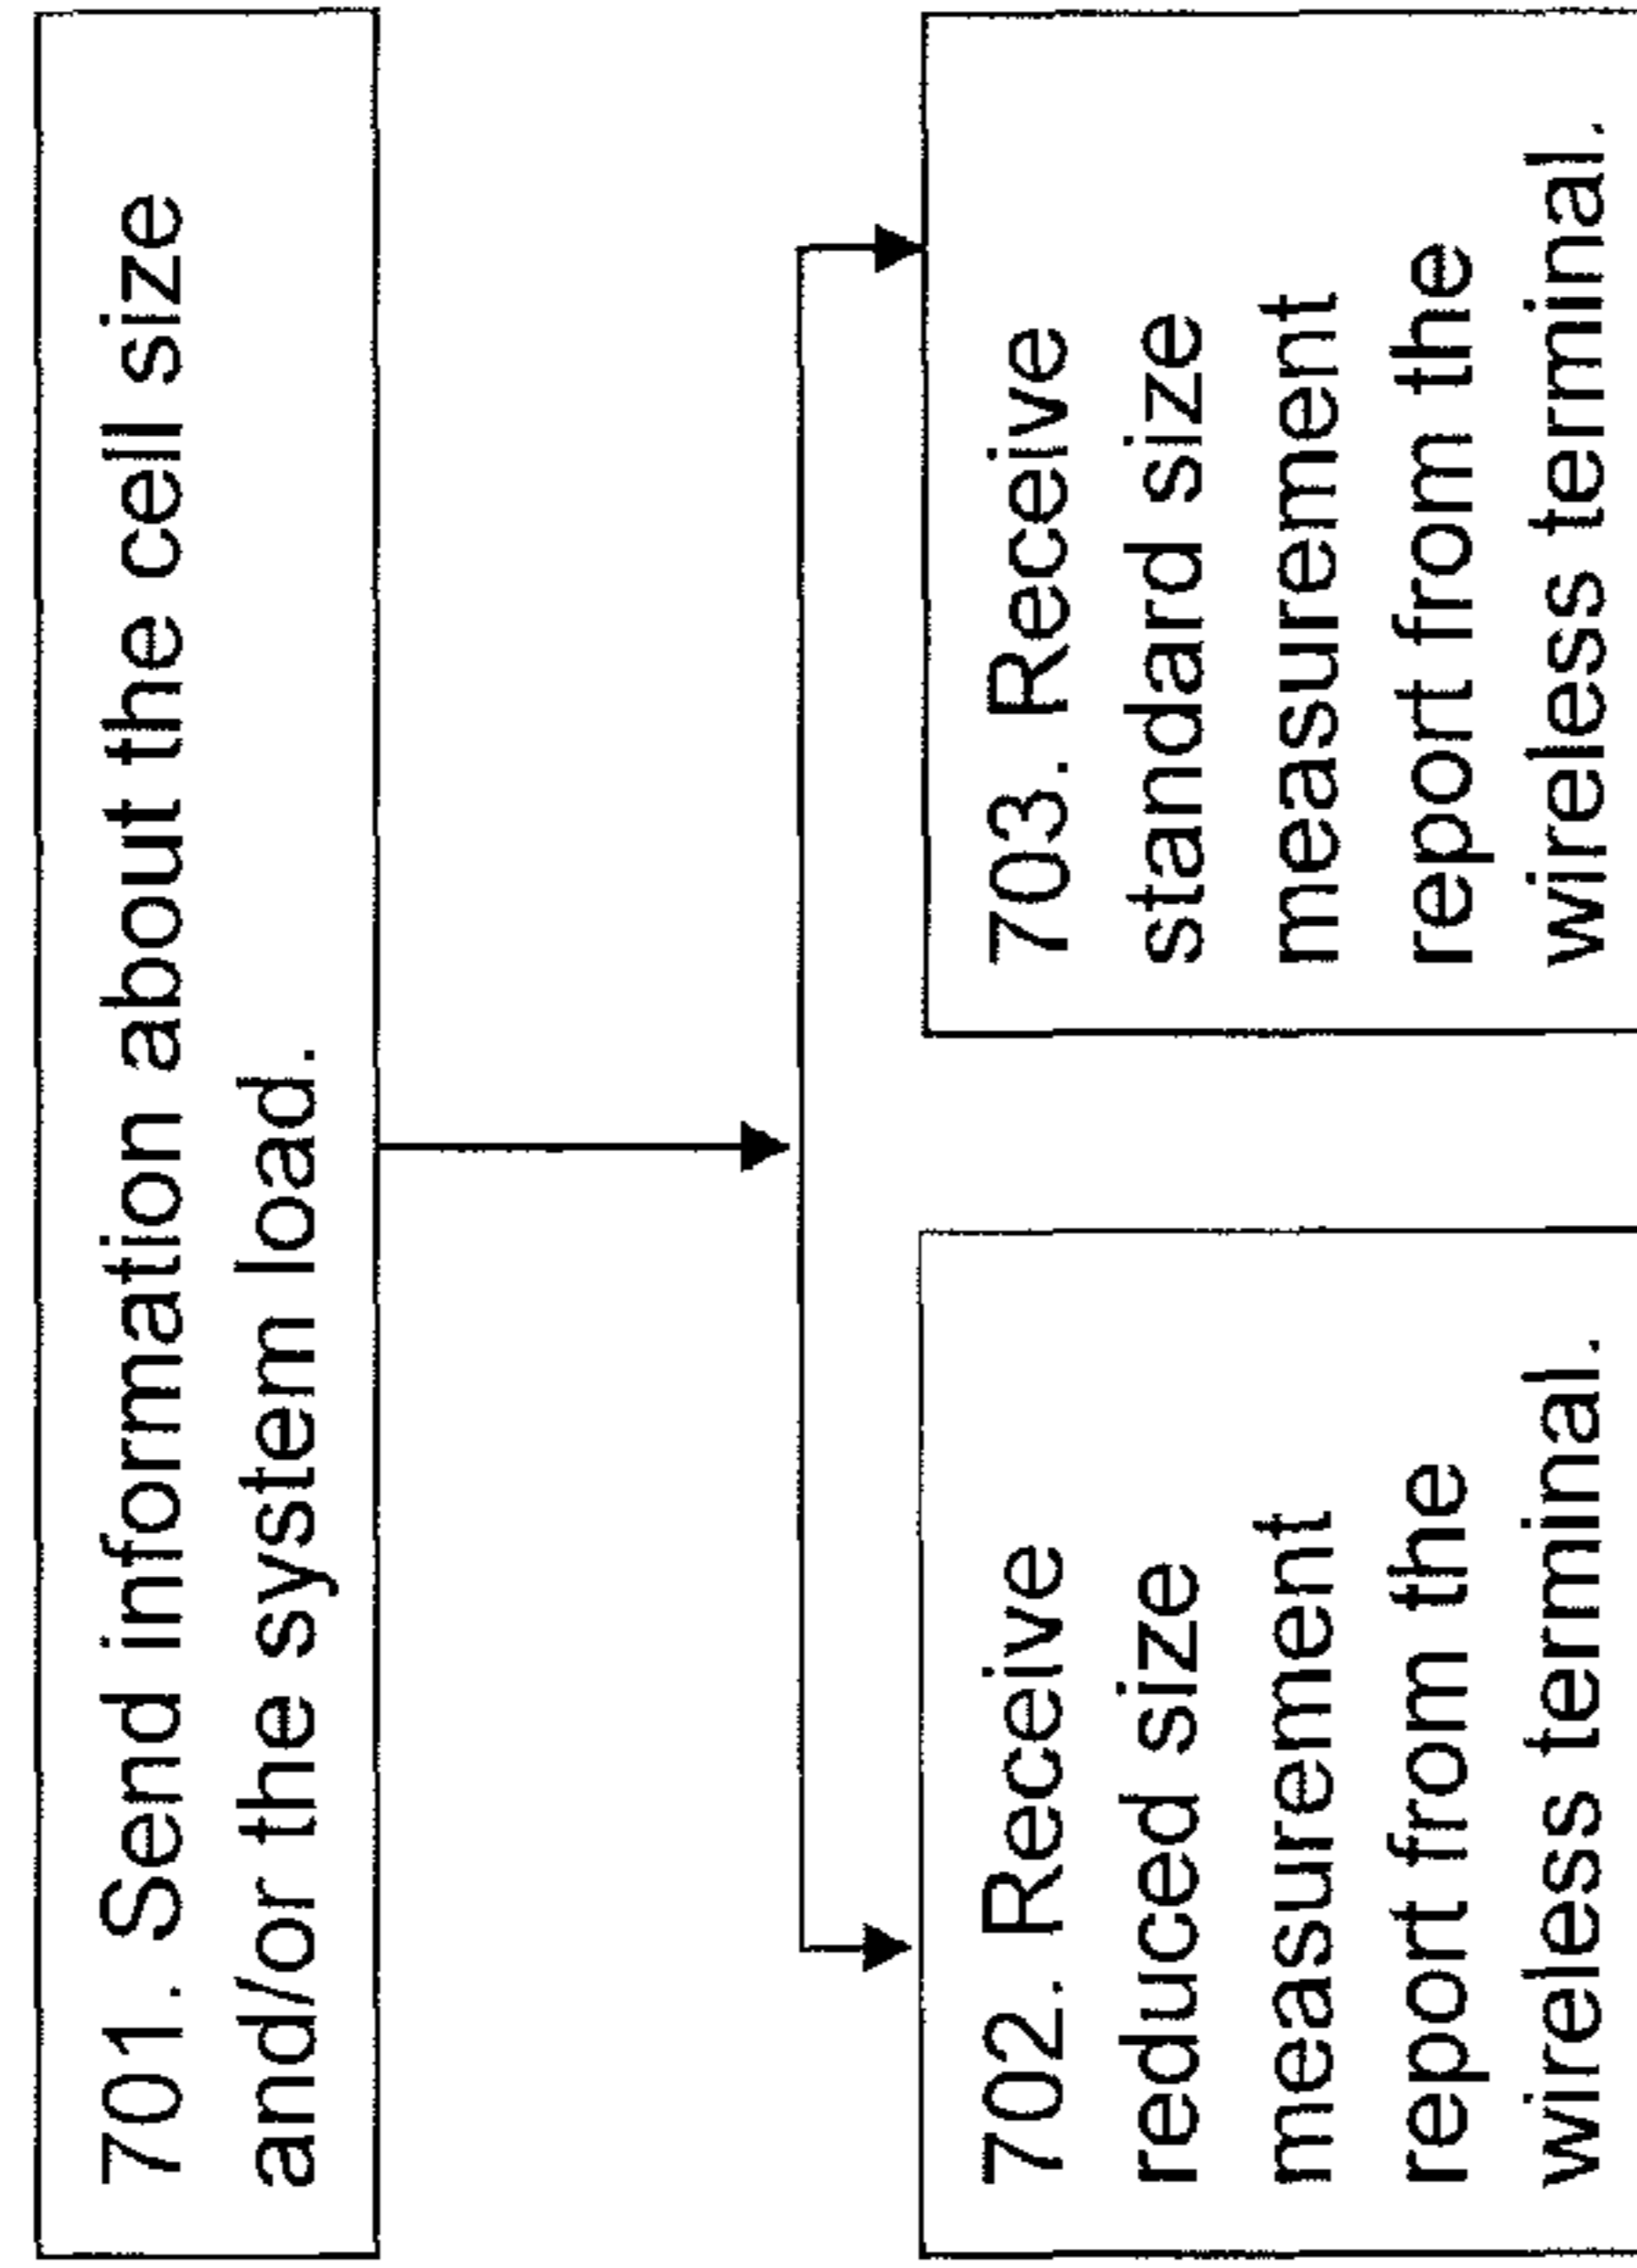 701. Send information about the cell size
and/or the system load.
702. Receive
reduced size
measurement
report from the
wireless terminal.
703. Receive
standard size
measurement
report from the
wireless terminal.